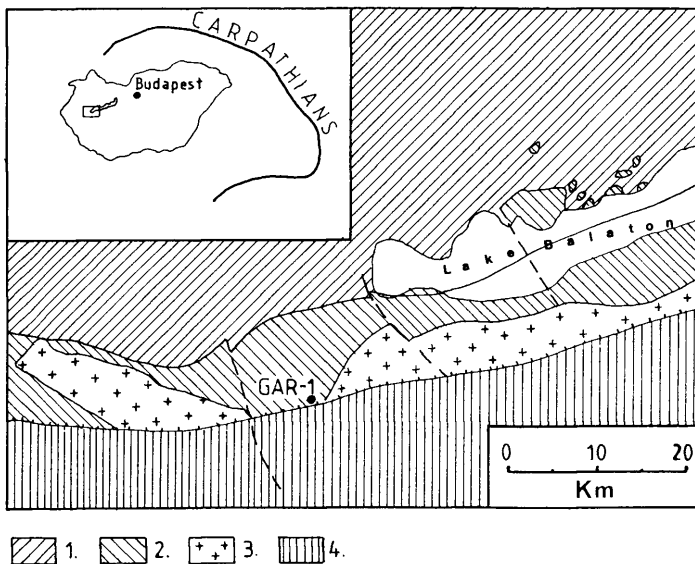 CARPATHIANS
Budapest
Lake Balaton
GAR-1
0 10 20
Km
1. 2. 3. 4.